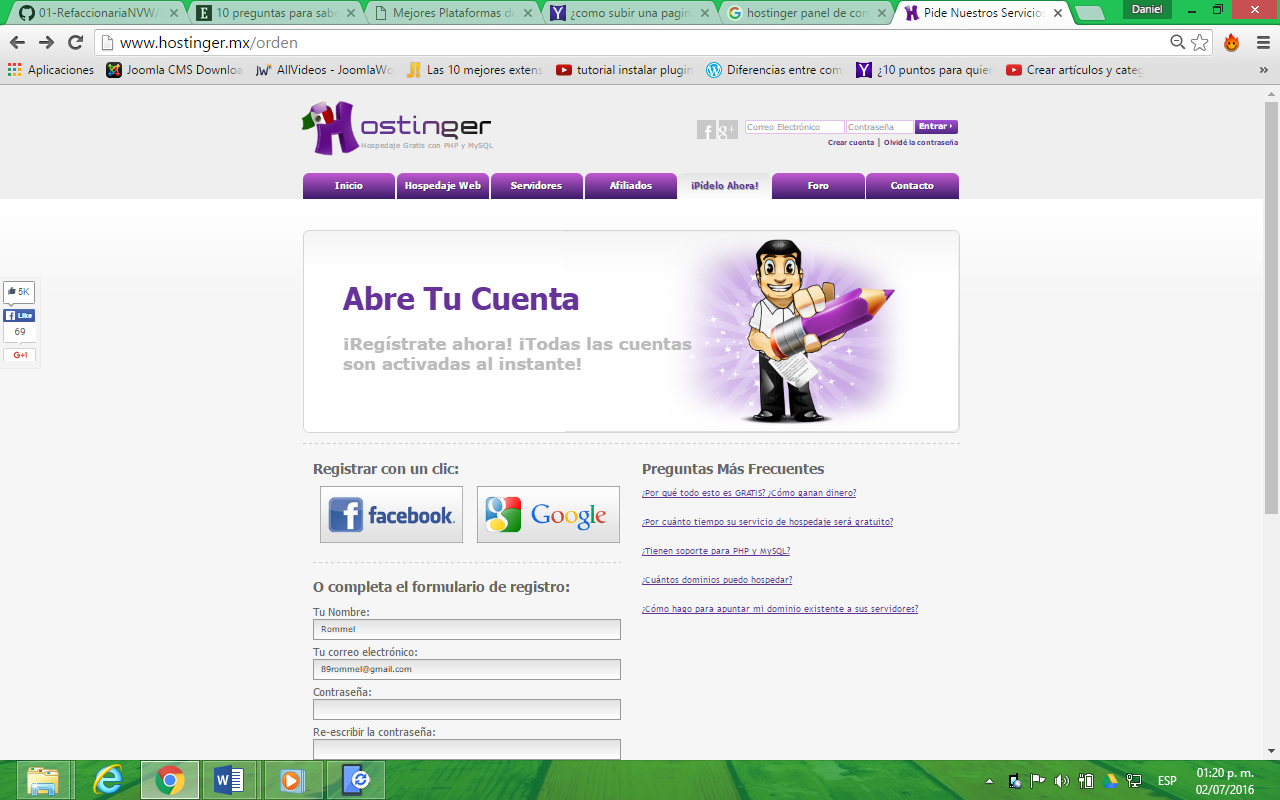 01-RefaccionariaNVW/
10 preguntas para sab
Mejores Plataformas d
¿como subir una pagin
hostinger panel de con
Pide Nuestros Servicio
Daniel
www.hostinger.mx/orden
Aplicaciones
Joomla CMS Downlo
AllVideos - JoomlaWo
Las 10 mejores exten
tutorial instalar plugin
Diferencias entre com
¿10 puntos para quier
Crear artículos y cate
»
Hostinger
Hospedaje Gratis con PHP y MySQL
Correo Electrónico
Contraseña
Entrar ›
Crear cuenta | Olvidé la contraseña
Inicio
Hospedaje Web
Servidores
Afiliados
¡Pídelo Ahora!
Foro
Contacto
5K
Like
69
G+1
Abre Tu Cuenta
¡Regístrate ahora! ¡Todas las cuentas
son activadas al instante!
Registrar con un clic:
facebook.
Google
O completa el formulario de registro:
Tu Nombre:
Rommel
Tu correo electrónico:
89rommel@gmail.com
Contraseña:
Re-escribir la contraseña:
Preguntas Más Frecuentes
¿Por qué todo esto es GRATIS? ¿Cómo ganan dinero?
¿Por cuánto tiempo su servicio de hospedaje será gratuito?
¿Tienen soporte para PHP y MySQL?
¿Cuántos dominios puedo hospedar?
¿Cómo hago para apuntar mi dominio existente a sus servidores?
ESP
01:20 p. m.
02/07/2016